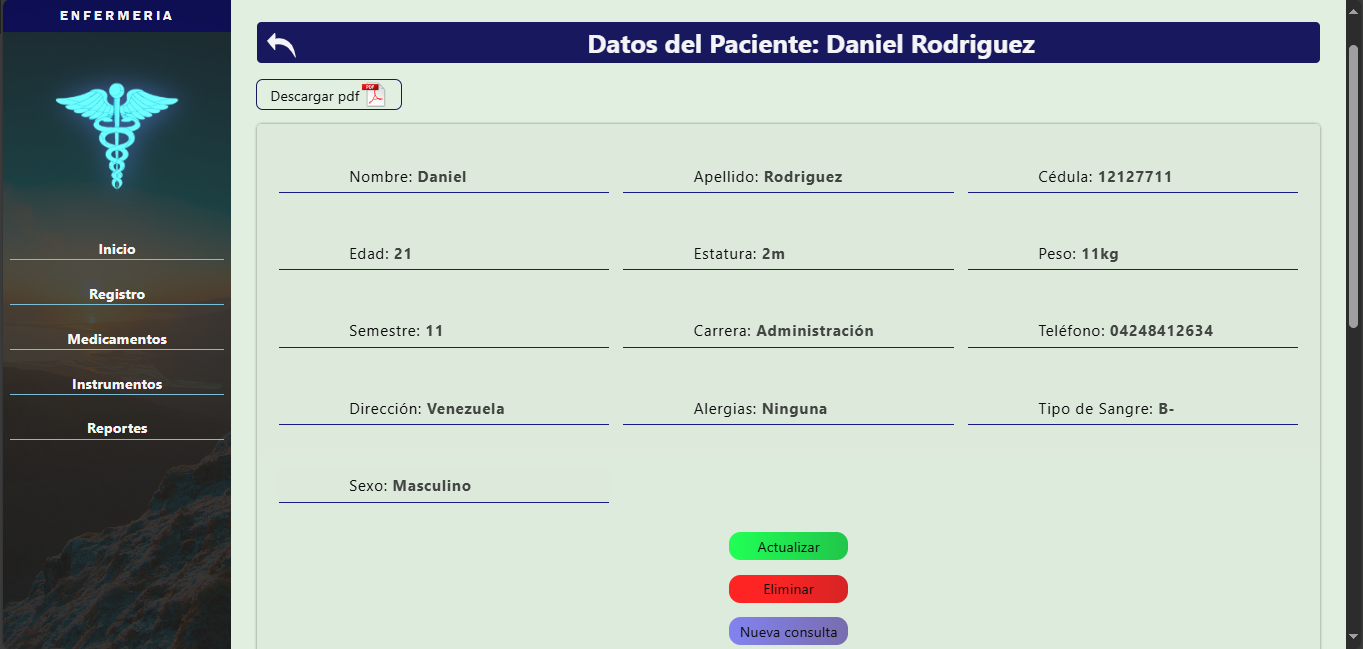 ENFERMERIA
Inicio
Registro
Medicamentos
Instrumentos
Reportes
Datos del Paciente: Daniel Rodriguez
Descargar pdf PDF
Nombre: Daniel Apellido: Rodriguez Cédula: 12127711
Edad: 21 Estatura: 2m Peso: 11kg
Semestre: 11 Carrera: Administración Teléfono: 04248412634
Dirección: Venezuela Alergias: Ninguna Tipo de Sangre: B-
Sexo: Masculino
Actualizar
Eliminar
Nueva consulta